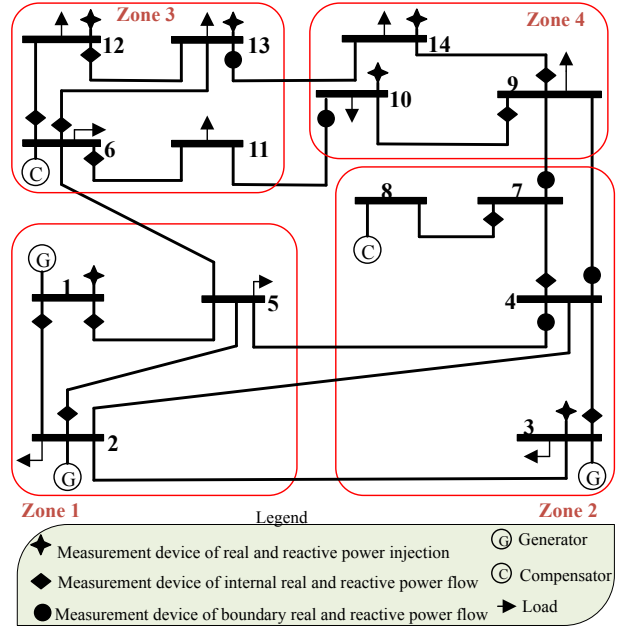 Zone 3
Zone 4
12
13
14
10
9
6
11
C
8
7
C
G
1
5
4
2
3
G
G
Zone 1
Legend
Zone 2
Measurement device of real and reactive power injection
G Generator
Measurement device of internal real and reactive power flow
C Compensator
Measurement device of boundary real and reactive power flow
Load